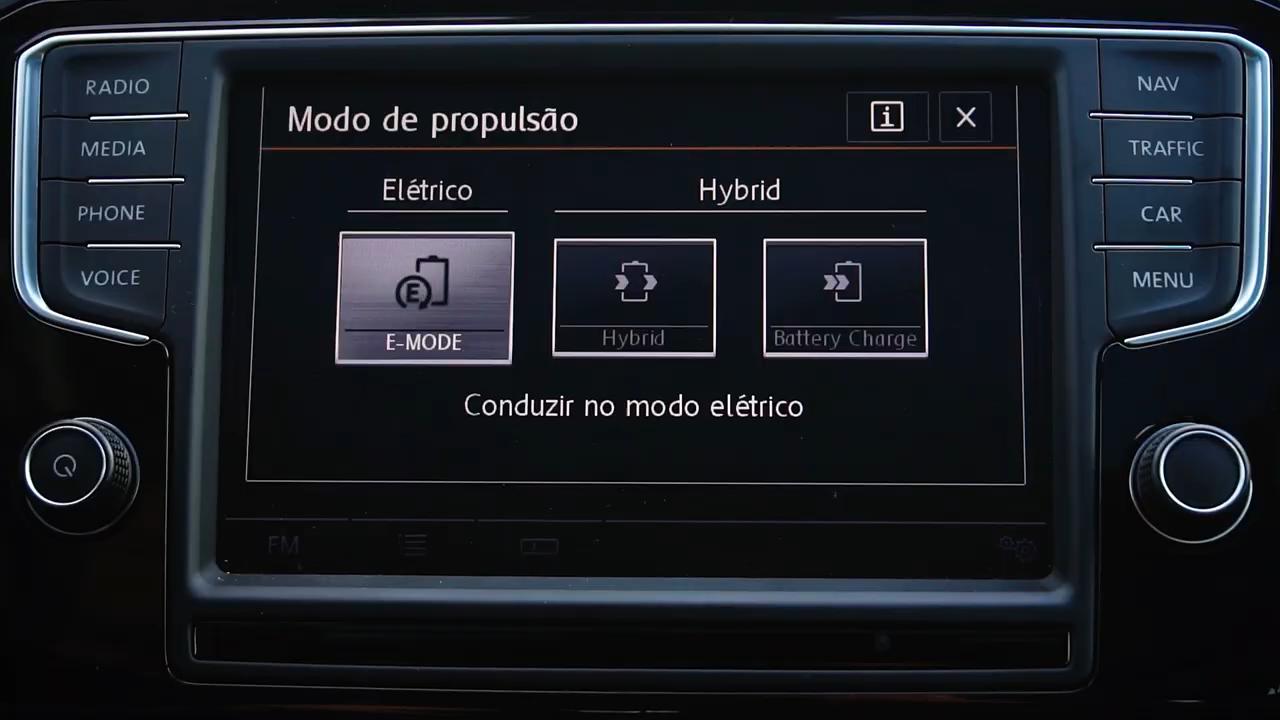 RADIO
MEDIA
PHONE
VOICE
Modo de propulsão
i
X
Elétrico
Hybrid
E
E-MODE
Hybrid
Battery Charge
Conduzir no modo elétrico
FM
NAV
TRAFFIC
CAR
MENU